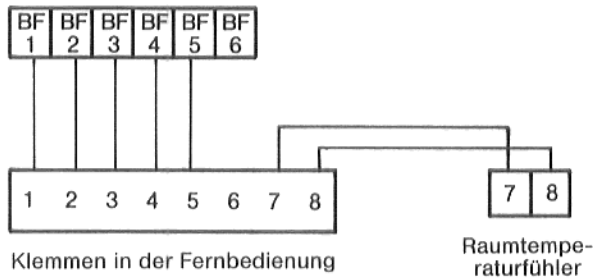 BF BF BF BF BF BF
1 2 3 4 5 6
1 2 3 4 5 6 7 8
7 8
Klemmen in der Fernbedienung
Raumtempe-
raturfühler